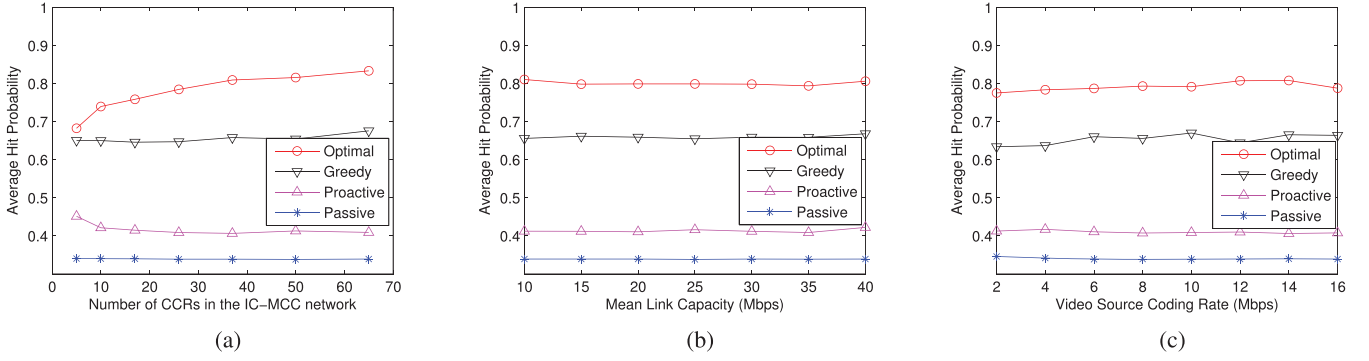 1
0.9
0.8
0.7
0.6
0.5
0.4
Average Hit Probability
0 10 20 30 40 50 60 70
Number of CCRs in the IC−MCC network
Optimal
Greedy
Proactive
Passive
(a)
1
0.9
0.8
0.7
0.6
0.5
0.4
Average Hit Probability
10 15 20 25 30 35 40
Mean Link Capacity (Mbps)
Optimal
Greedy
Proactive
Passive
(b)
1
0.9
0.8
0.7
0.6
0.5
0.4
Average Hit Probability
2 4 6 8 10 12 14 16
Video Source Coding Rate (Mbps)
Optimal
Greedy
Proactive
Passive
(c)